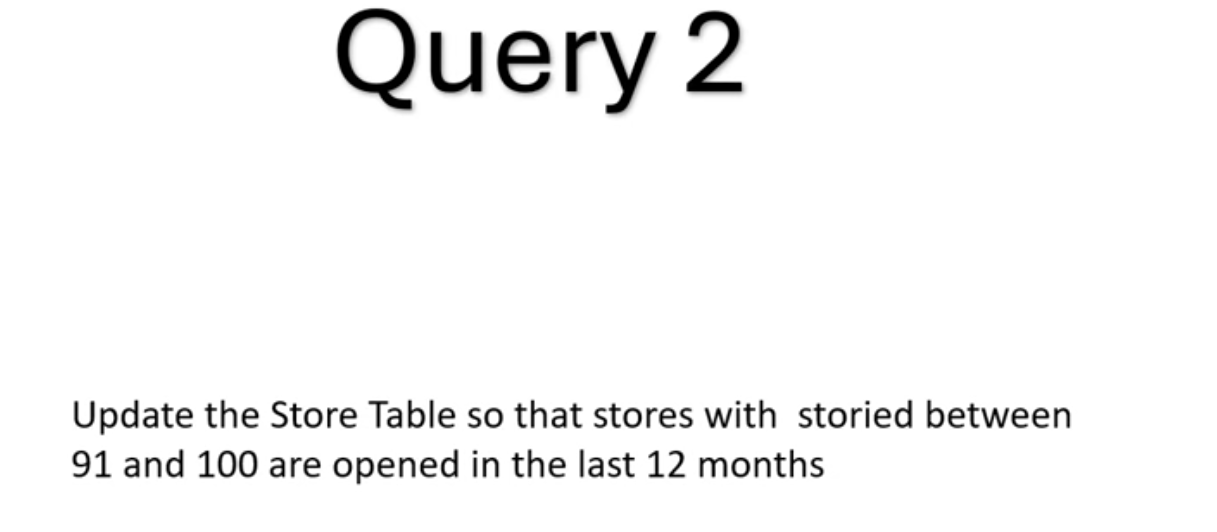 Query 2
Update the Store Table so that stores with  storied between
91 and 100 are opened in the last 12 months